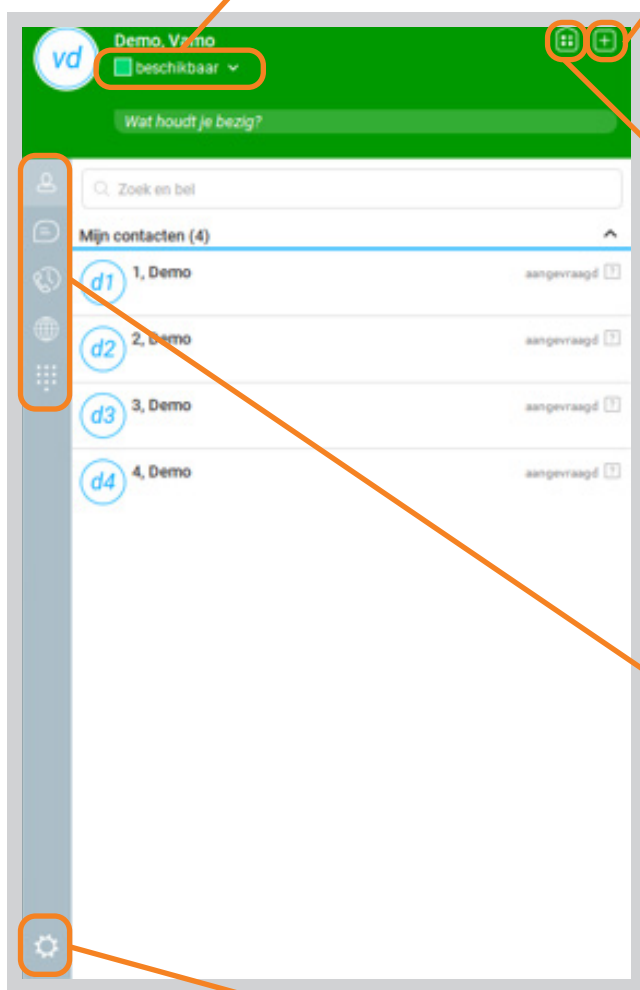 vd
Demo, Vamo
beschikbaar
Wat houdt je bezig?
Zoek en bel
Mijn contacten (4)
d1 1, Demo aangevraagd ?
d2 2, Demo aangevraagd ?
d3 3, Demo aangevraagd ?
d4 4, Demo aangevraagd ?